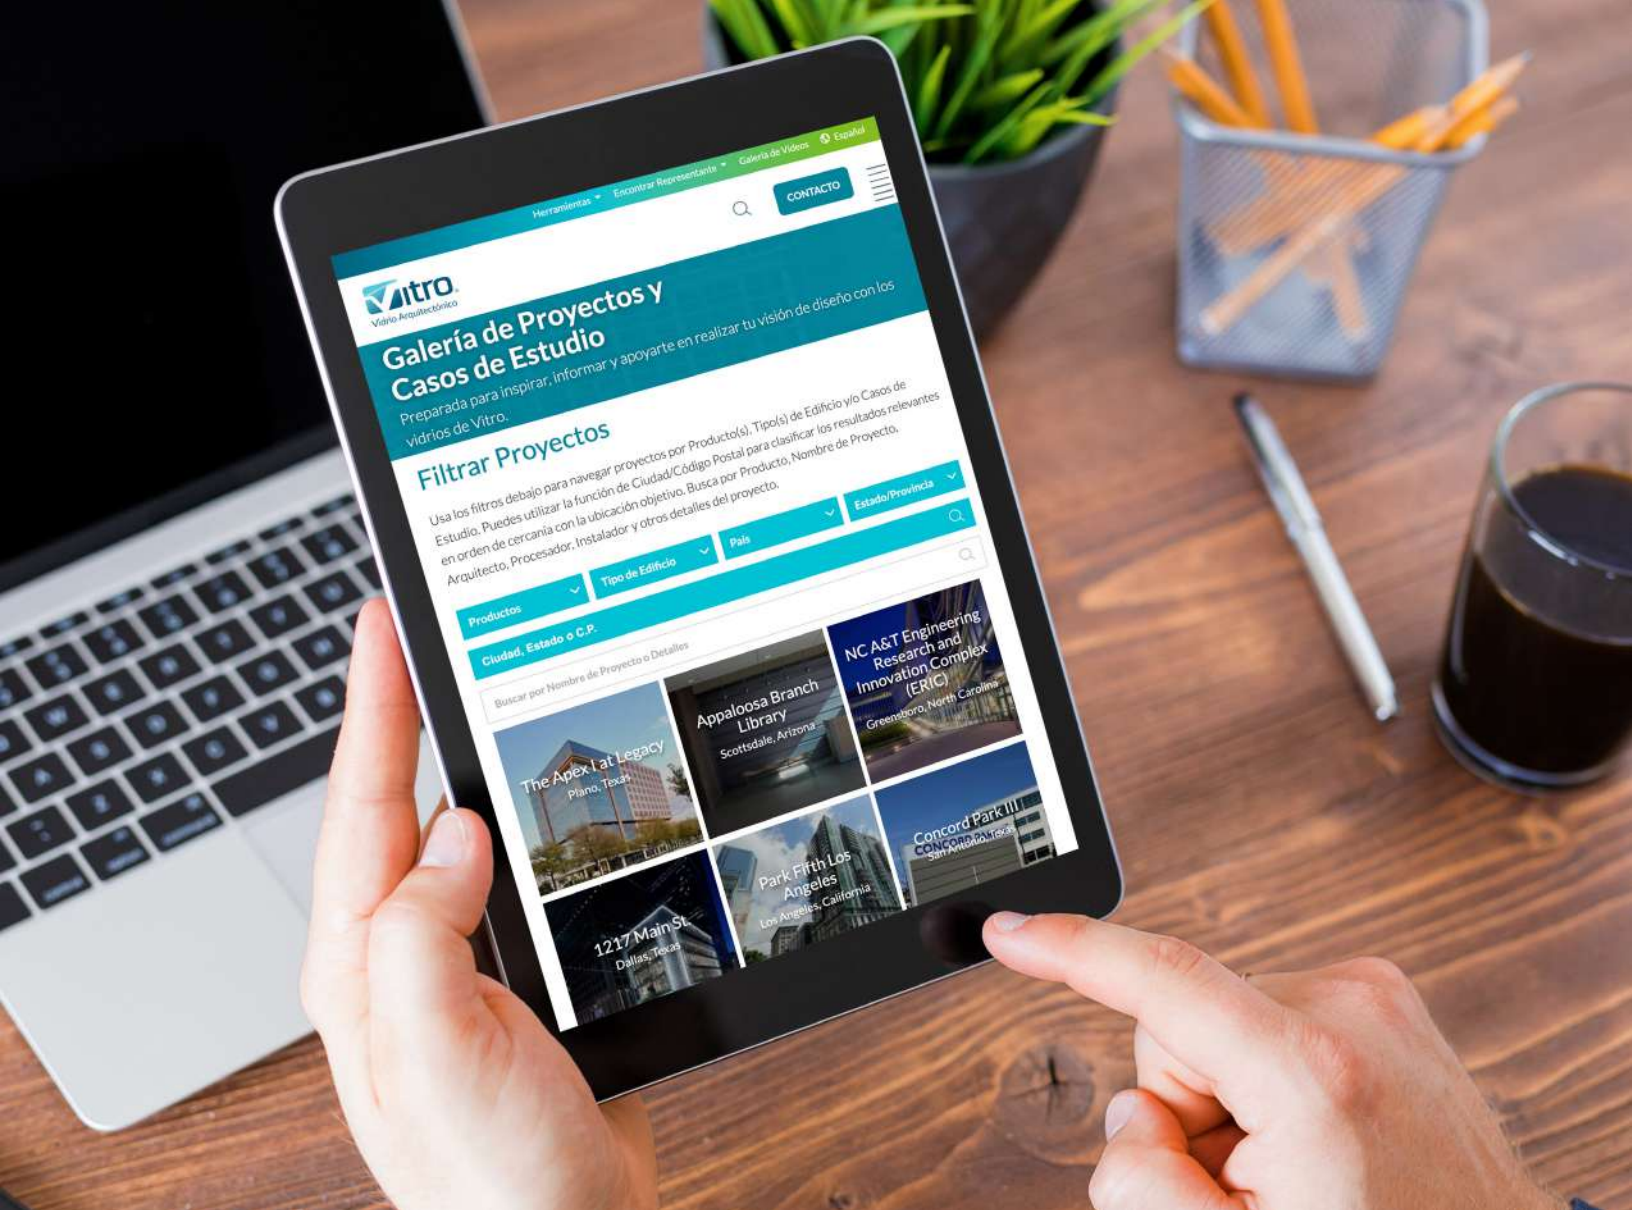 Herramientas Encontrar Representante Galería de Videos Español
CONTACTO
Vitro
Vidrio Arquitectónico
Galería de Proyectos y
Casos de Estudio
Preparada para inspirar, informar y apoyarte en realizar tu visión de diseño con los
vidrios de Vitro.
Filtrar Proyectos
Usa los filtros debajo para navegar proyectos por Producto(s), Tipo(s) de Edificio y/o Casos de
Estudio. Puedes utilizar la función de Ciudad/Código Postal para clasificar los resultados relevantes
en orden de cercanía con la ubicación objetivo. Busca por Producto, Nombre de Proyecto,
Arquitecto, Procesador, Instalador y otros detalles del proyecto.
Productos Tipo de Edificio País Estado/Provincia
Ciudad, Estado o C.P.
Buscar por Nombre de Proyecto o Detalles
The Apex I at Legacy
Plano, Texas
Appaloosa Branch
Library
Scottsdale, Arizona
NC A&T Engineering
Research and
Innovation Complex
(ERIC)
Greensboro, North Carolina
1217 Main St.
Dallas, Texas
Park Fifth Los
Angeles
Los Angeles, California
Concord Park III
San Antonio, Texas